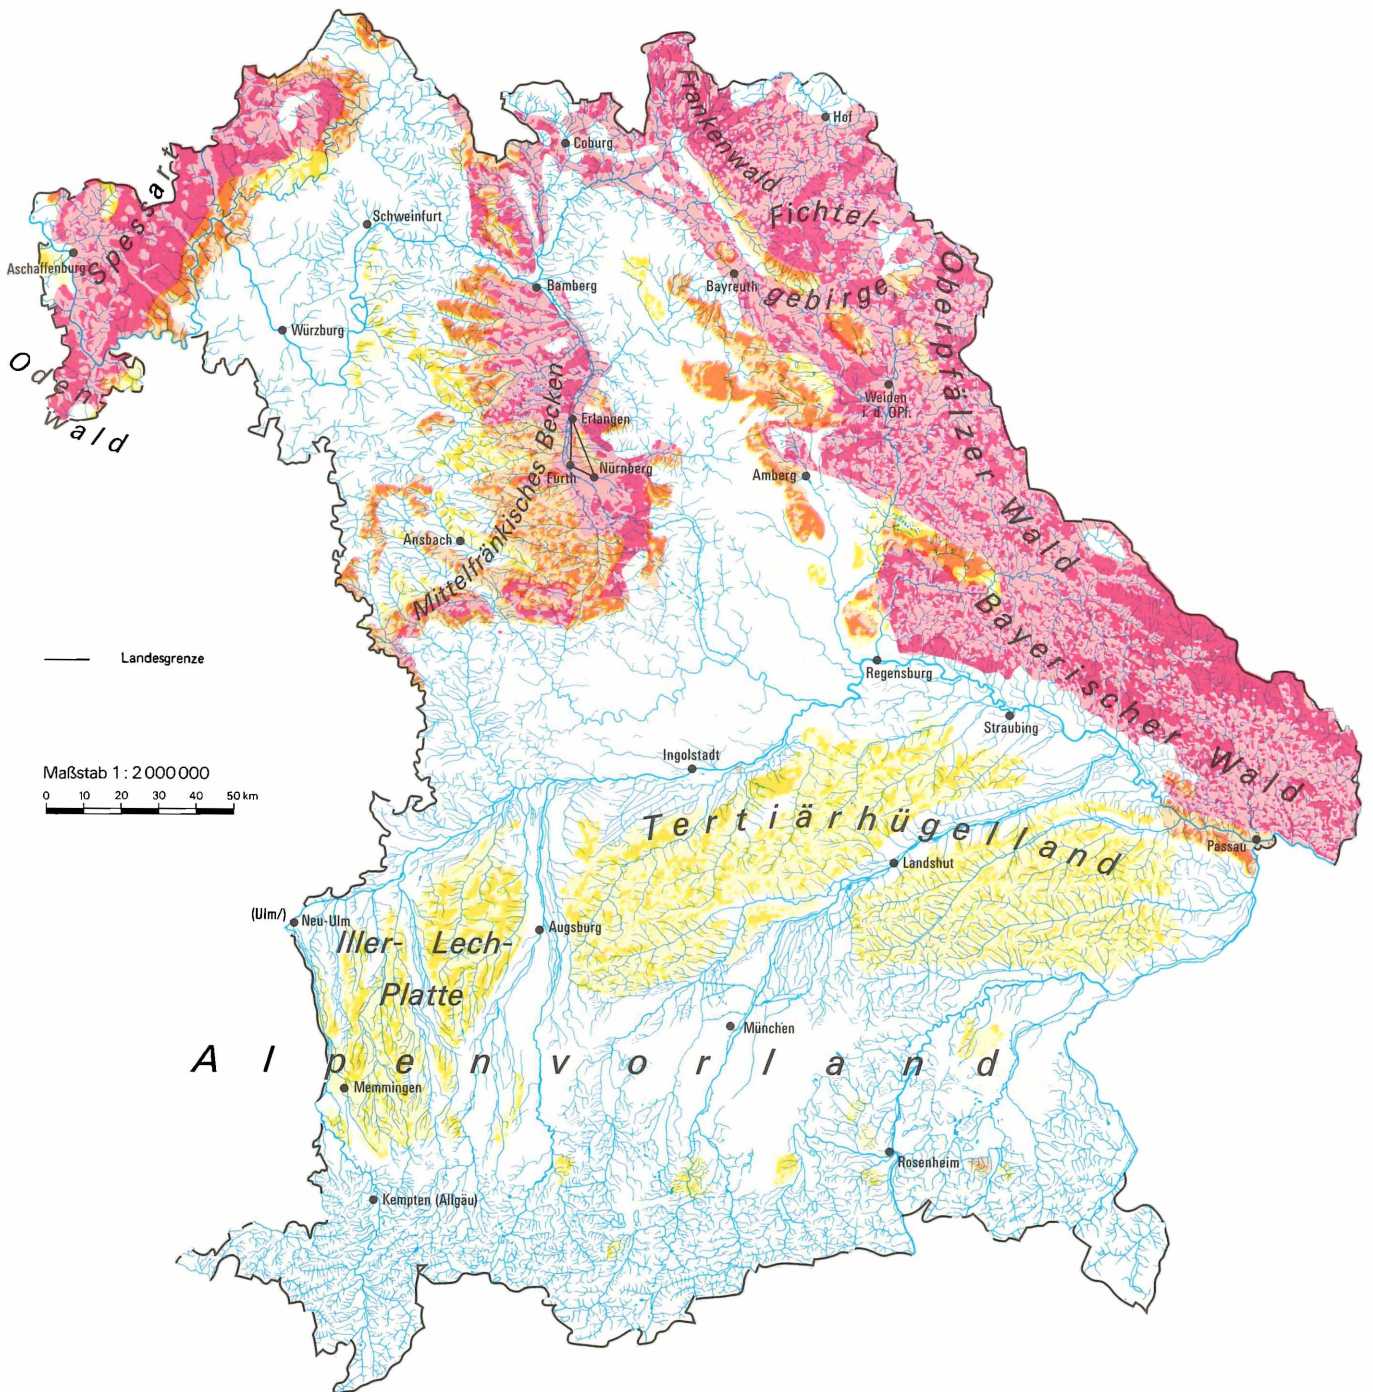 Frankenwald
Hof
Coburg
Spessart
Fichtel-
gebirge
Schweinfurt
Oberpfälzer Wald
Aschaffenburg
Bamberg
Bayreuth
Würzburg
Odenwald
Weiden
i. d. OPf.
Mittelfränkisches Becken
Erlangen
Fürth
Nürnberg
Amberg
Ansbach
Bayerischer Wald
Landesgrenze
Regensburg
Straubing
Ingolstadt
Maßstab 1 : 2 000 000
0 10 20 30 40 50 km
Tertiärhügelland
Passau
Landshut
(Ulm/)
Neu-Ulm
Augsburg
Iller- Lech-
Platte
München
Alpenvorland
Memmingen
Rosenheim
Kempten (Allgäu)